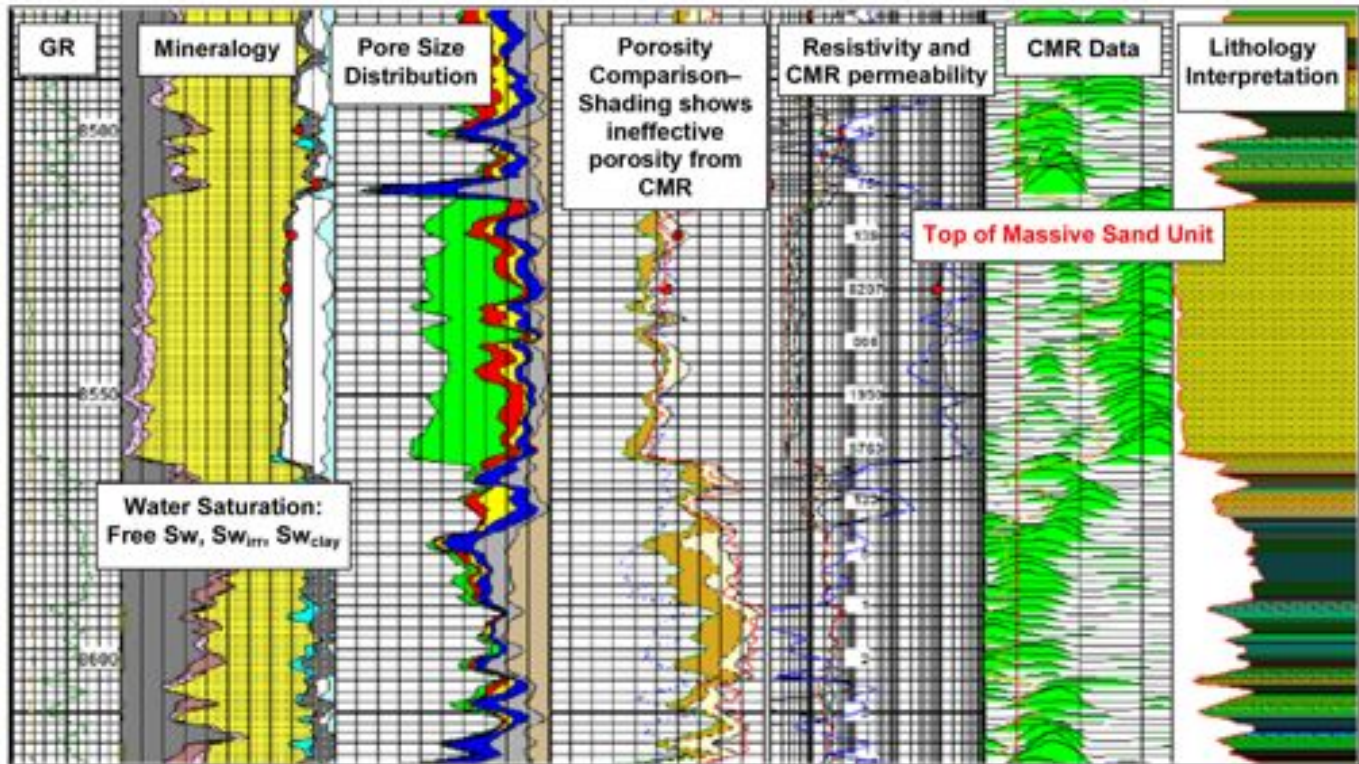 GR
Mineralogy
Pore Size
Distribution
Porosity
Comparison–
Shading shows
ineffective
porosity from
CMR
Resistivity and
CMR permeability
CMR Data
Lithology
Interpretation
8500
Top of Massive Sand Unit
8550
Water Saturation:
Free Sw, Swirr, Swclay
8600